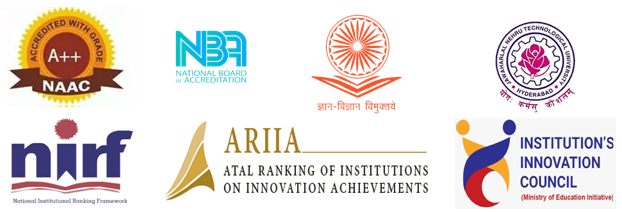 ACCREDITED WITH GRADE
A++
NAAC
NBA
NATIONAL BOARD
of ACCREDITATION
ज्ञान-विज्ञान विमुक्तये
JAWAHARLAL NEHRU TECHNOLOGICAL UNIVERSITY
HYDERABAD
योगः कर्मसु कौशलम्
nirf
National Institutional Ranking Framework
ARIIA
ATAL RANKING OF INSTITUTIONS
ON INNOVATION ACHIEVEMENTS
INSTITUTION'S
INNOVATION
COUNCIL
(Ministry of Education Initiative)